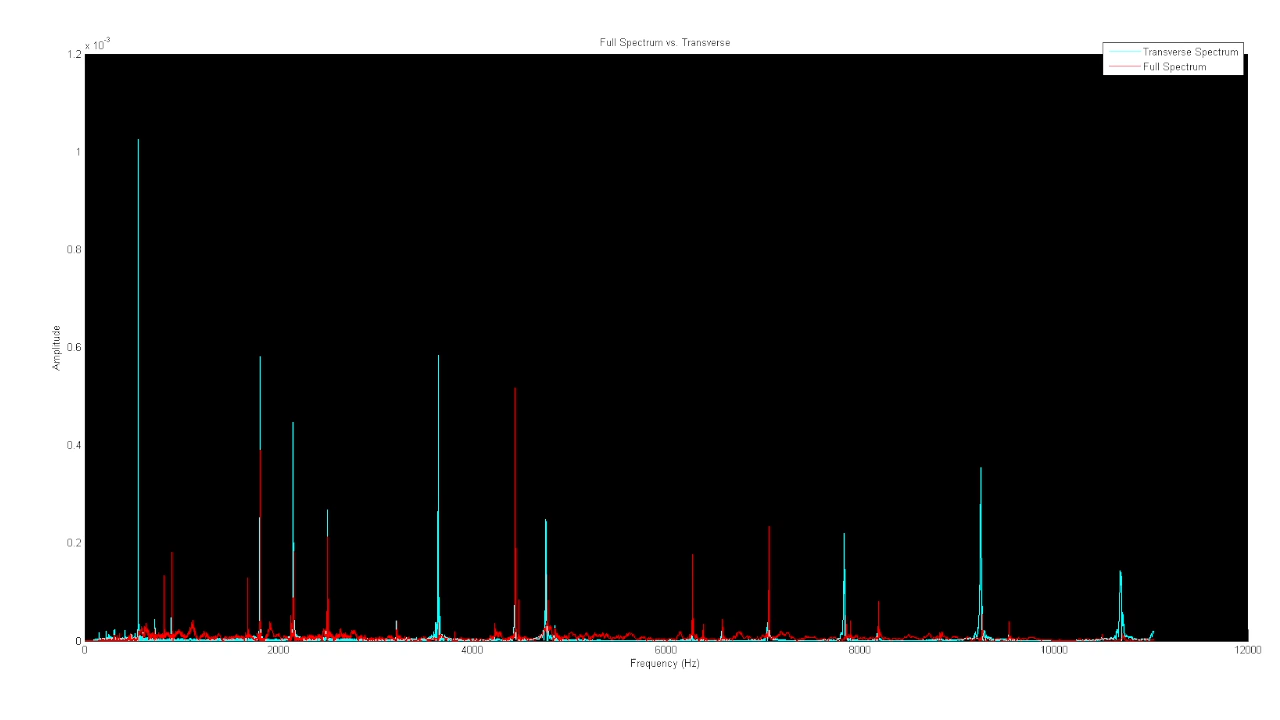 Full Spectrum vs. Transverse
x 10^-3
Transverse Spectrum
Full Spectrum
1.2
1
0.8
0.6
0.4
0.2
0
Amplitude
0 2000 4000 6000 8000 10000 12000
Frequency (Hz)